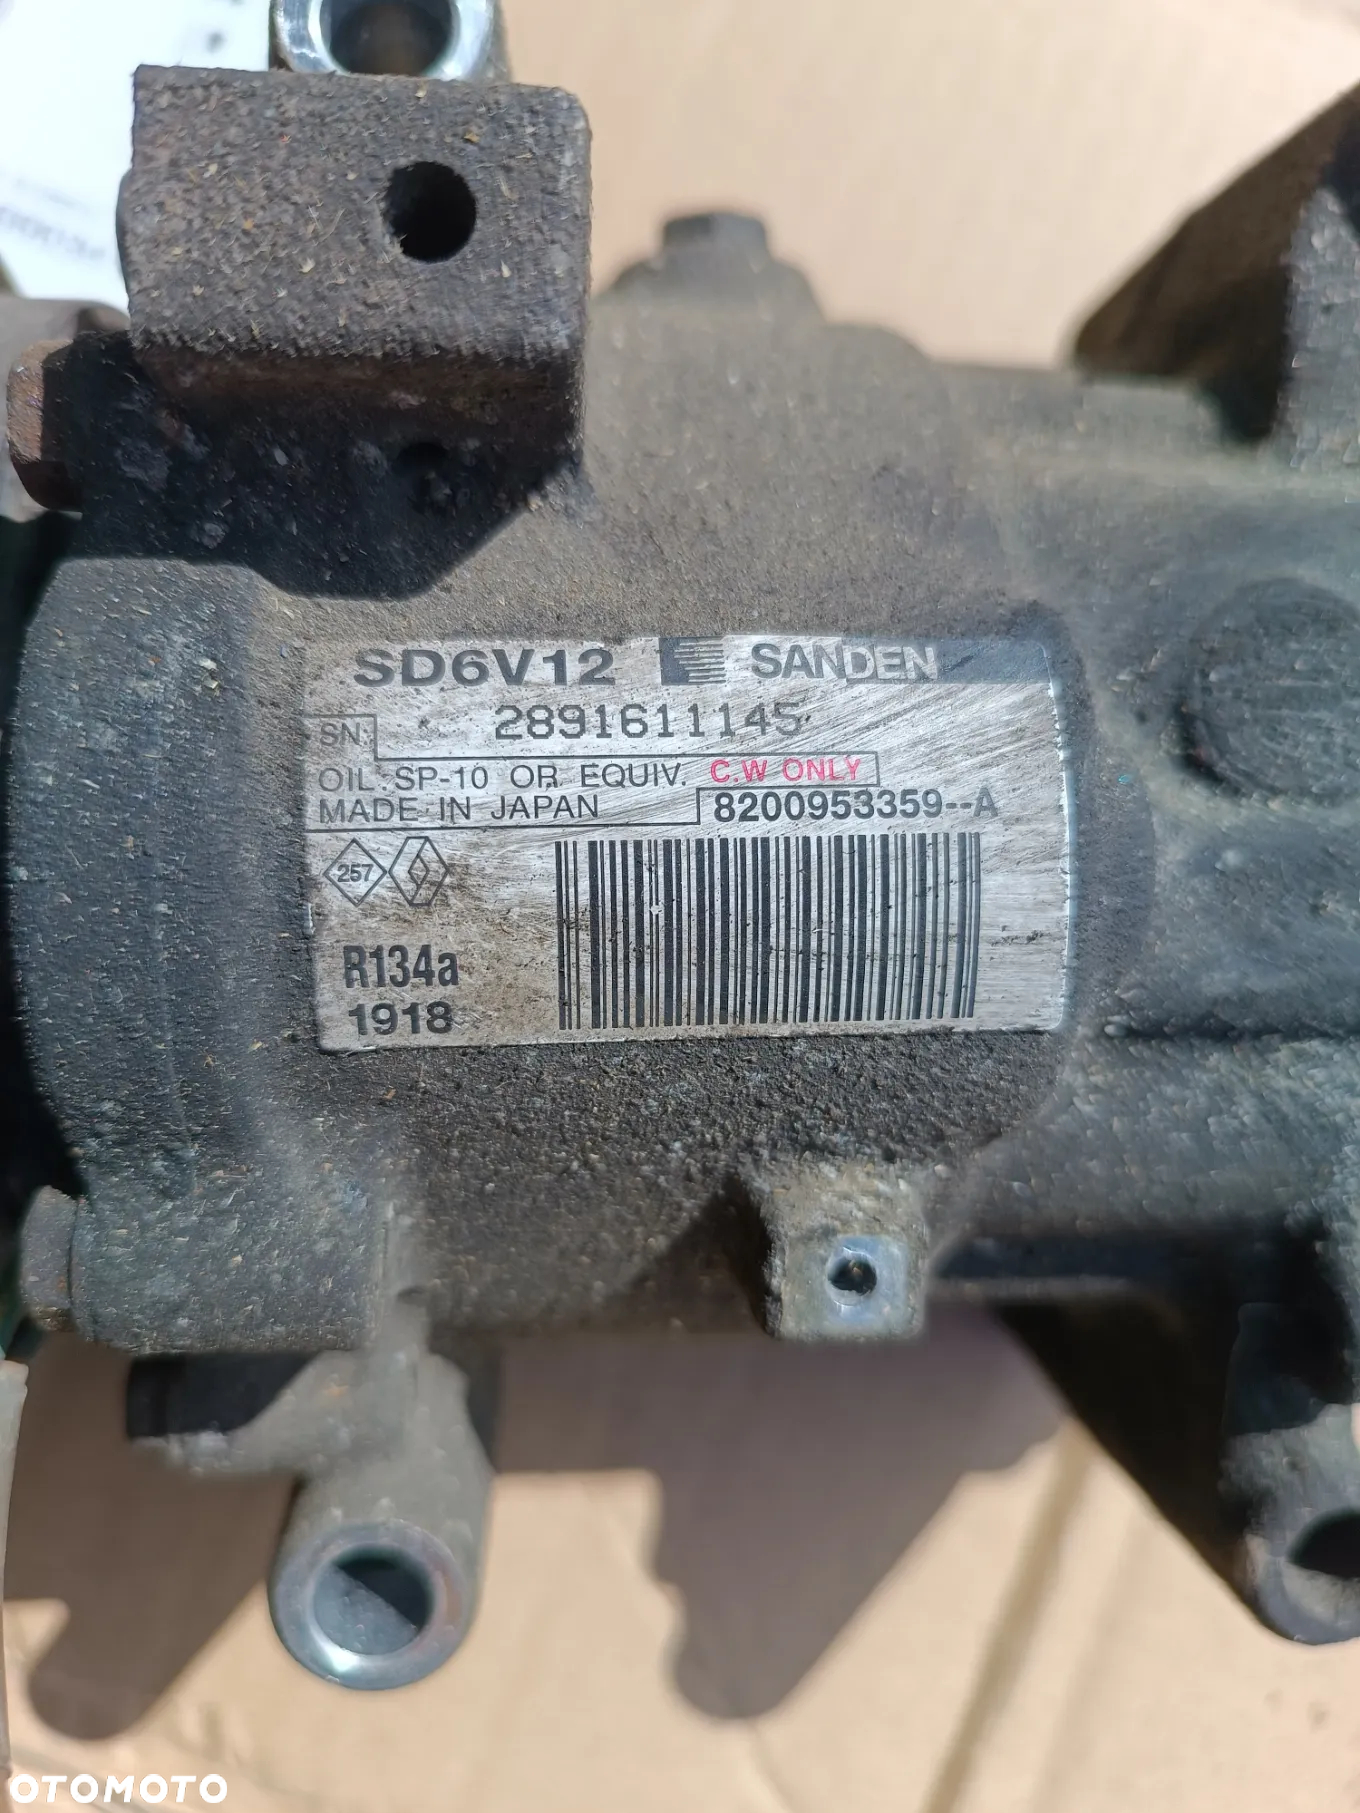 SD6V12 SANDEN
SN: 2891611145
OIL.SP-10 OR EQUIV. C.W ONLY
MADE IN JAPAN 8200953359--A
257
R134a
1918
OTOMOTO